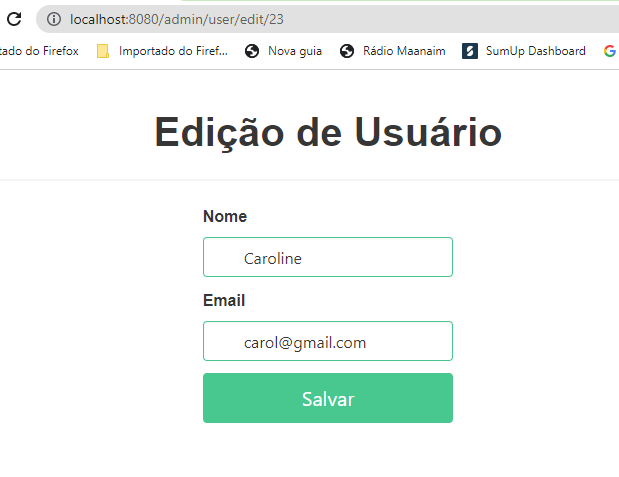 localhost:8080/admin/user/edit/23
tado do Firefox Importado do Firef... Nova guia Rádio Maanaim SumUp Dashboard
Edição de Usuário
Nome
Caroline
Email
carol@gmail.com
Salvar